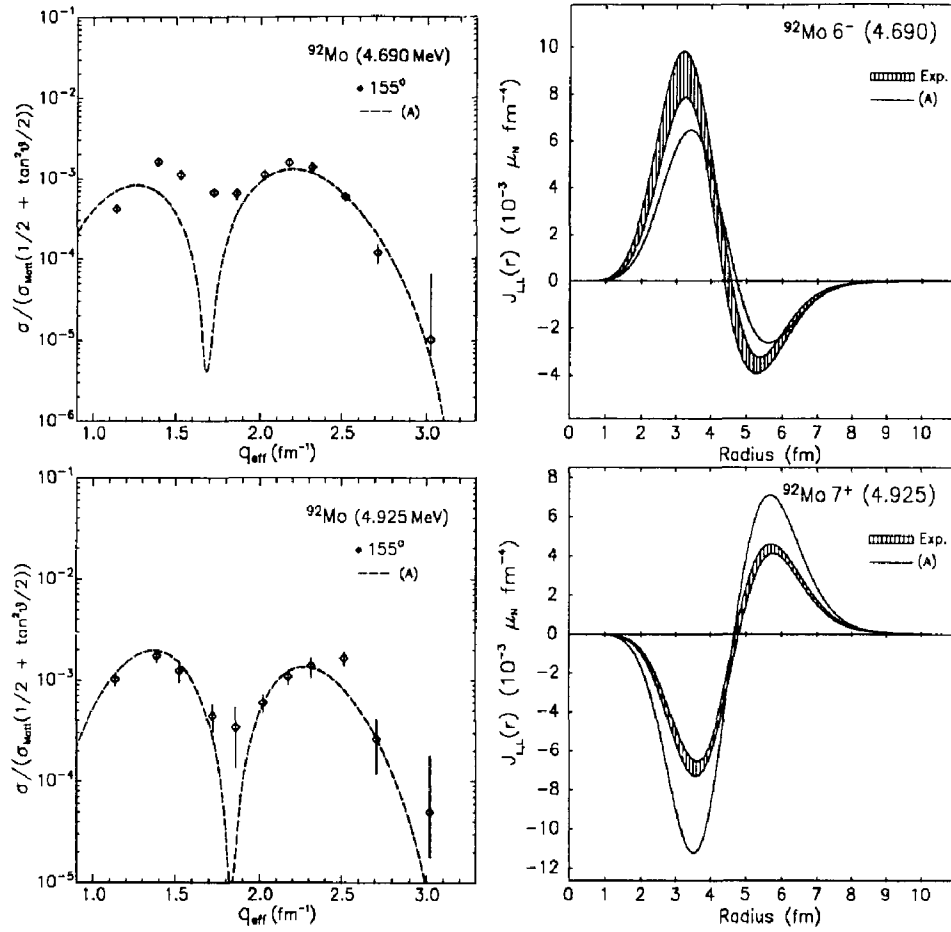 10⁻¹
10⁻²
10⁻³
10⁻⁴
10⁻⁵
10⁻⁶
σ/(σMott(1/2 + tan²ϑ/2))
⁹²Mo (4.690 MeV)
155⁰
(A)
1.0 1.5 2.0 2.5 3.0
qeff (fm⁻¹)
⁹²Mo 6⁻ (4.690)
Exp.
(A)
10
8
6
4
2
0
-2
-4
JLL(r) (10⁻³ μN fm⁻⁴)
0 1 2 3 4 5 6 7 8 9 10
Radius (fm)
10⁻¹
10⁻²
10⁻³
10⁻⁴
10⁻⁵
σ/(σMott(1/2 + tan²ϑ/2))
⁹²Mo (4.925 MeV)
155⁰
(A)
1.0 1.5 2.0 2.5 3.0
qeff (fm⁻¹)
⁹²Mo 7⁺ (4.925)
Exp.
(A)
8
6
4
2
0
-2
-4
-6
-8
-10
-12
JLL(r) (10⁻³ μN fm⁻⁴)
0 1 2 3 4 5 6 7 8 9 10
Radius (fm)